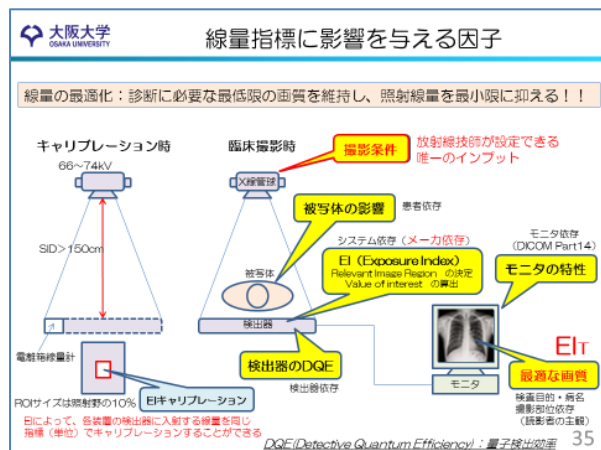 大阪大学
OSAKA UNIVERSITY
線量指標に影響を与える因子
線量の最適化：診断に必要な最低限の画質を維持し、照射線量を最小限に抑える！！
キャリブレーション時
66～74kV
SID>150cm
電離箱線量計
ROIサイズは照射野の10%
EIキャリブレーション
EIによって、各装置の検出器に入射する線量を同じ
指標（単位）でキャリブレーションすることができる
臨床撮影時
X線管球
撮影条件
放射線技師が設定できる
唯一のインプット
被写体の影響
患者依存
システム依存（メーカ依存）
EI（Exposure Index）
Relevant Image Region の決定
Value of interest の算出
被写体
検出器
検出器のDQE
検出器依存
モニタ依存
(DICOM Part14)
モニタの特性
EIT
最適な画質
モニタ
検査目的・病名
撮影部位依存
（読影者の主観）
DQE(Detective Quantum Efficiency)：量子検出効率
35